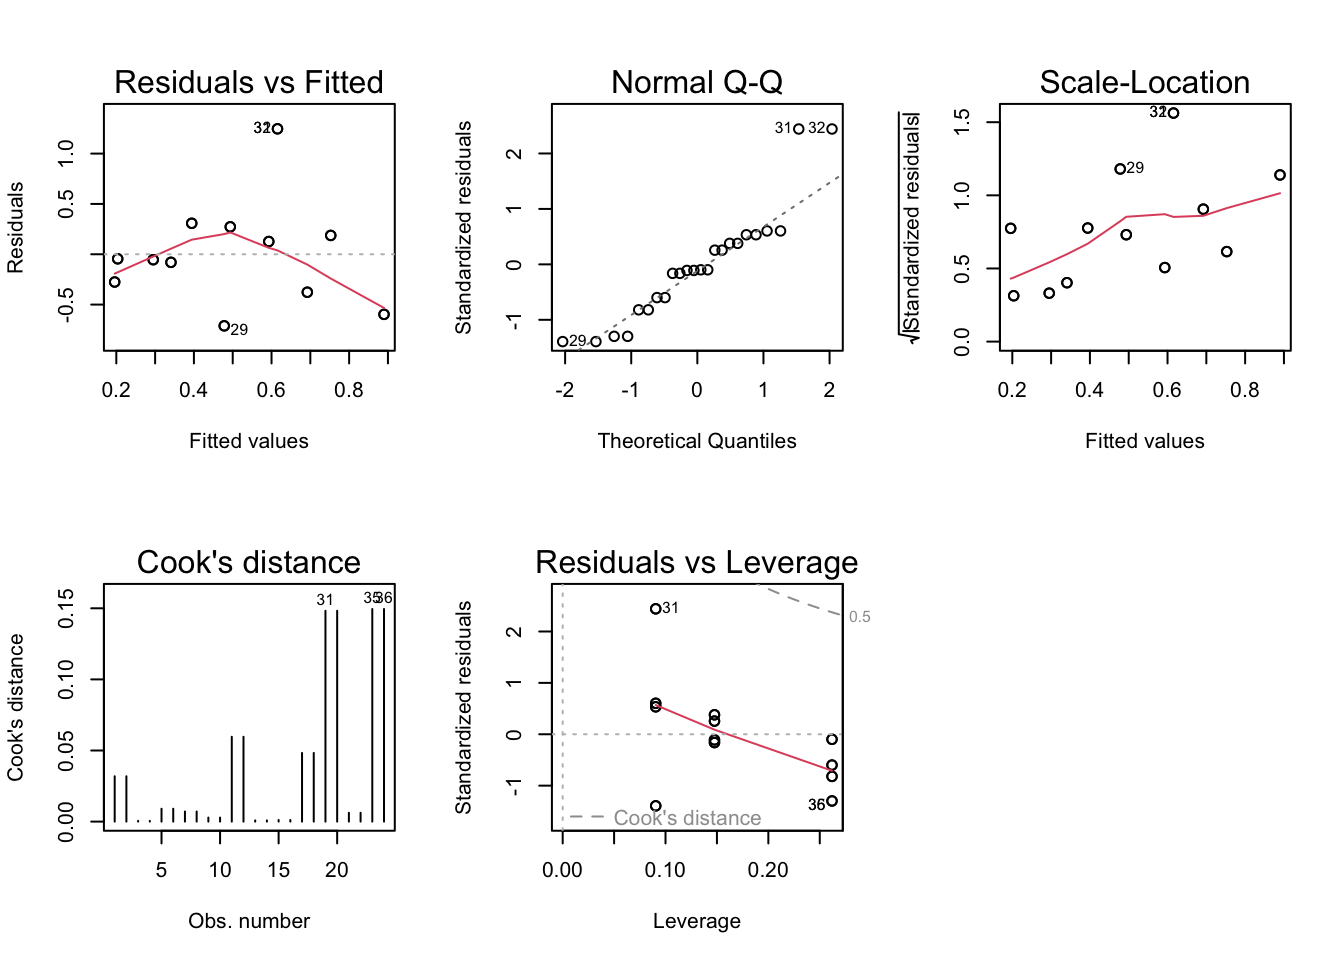 Residuals vs Fitted
Residuals
-0.5 0.5 1.0
31
32
29
0.2 0.4 0.6 0.8
Fitted values
Normal Q-Q
Standardized residuals
-1 0 1 2
31 32
29
-2 -1 0 1 2
Theoretical Quantiles
Scale-Location
√|Standardized residuals|
0.0 0.5 1.0 1.5
31
32
29
0.2 0.4 0.6 0.8
Fitted values
Cook's distance
Cook's distance
0.00 0.05 0.10 0.15
31 35 36
5 10 15 20
Obs. number
Residuals vs Leverage
Standardized residuals
-1 0 1 2
31
0.5
36
Cook's distance
0.00 0.10 0.20
Leverage